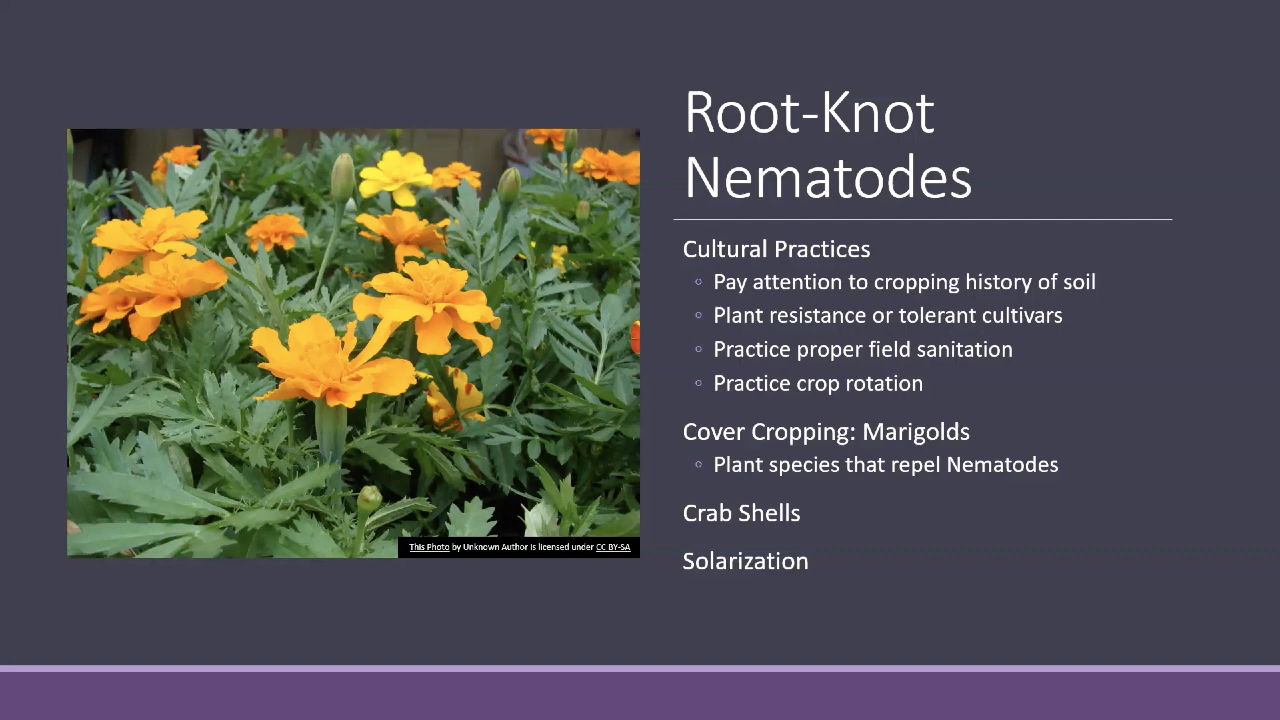 Root-Knot
Nematodes
Cultural Practices
Pay attention to cropping history of soil
Plant resistance or tolerant cultivars
Practice proper field sanitation
Practice crop rotation
Cover Cropping: Marigolds
Plant species that repel Nematodes
Crab Shells
Solarization
This Photo by Unknown Author is licensed under CC BY-SA